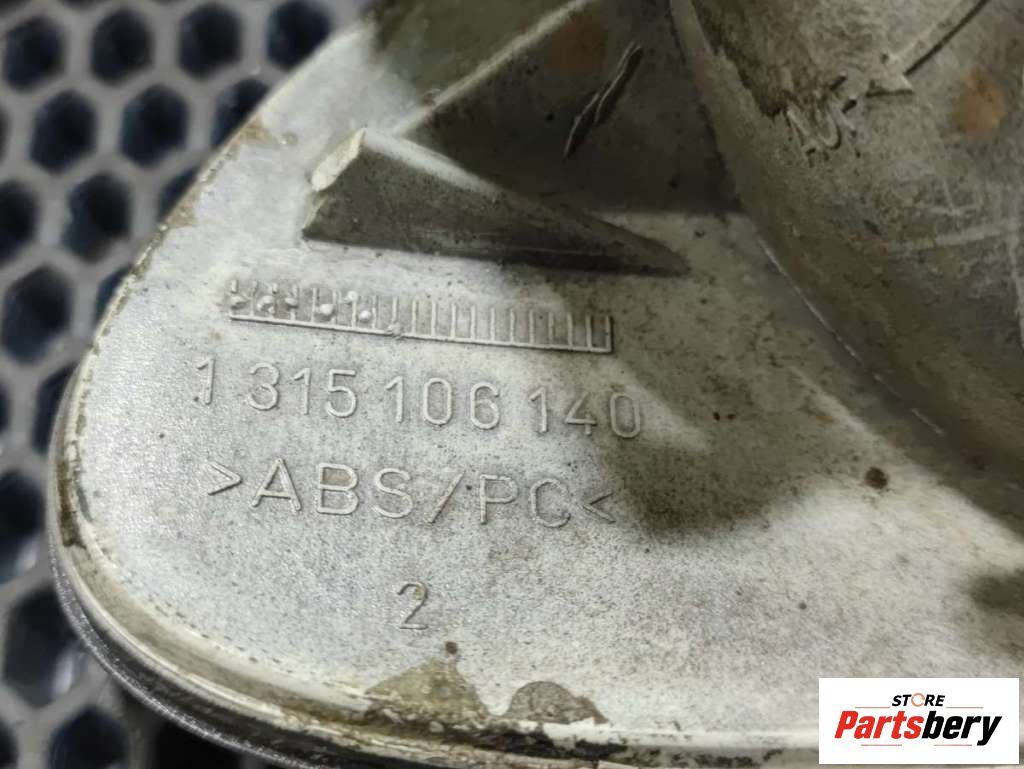 1 315 106 140
>ABS/PC<
2
STORE
Partsbery